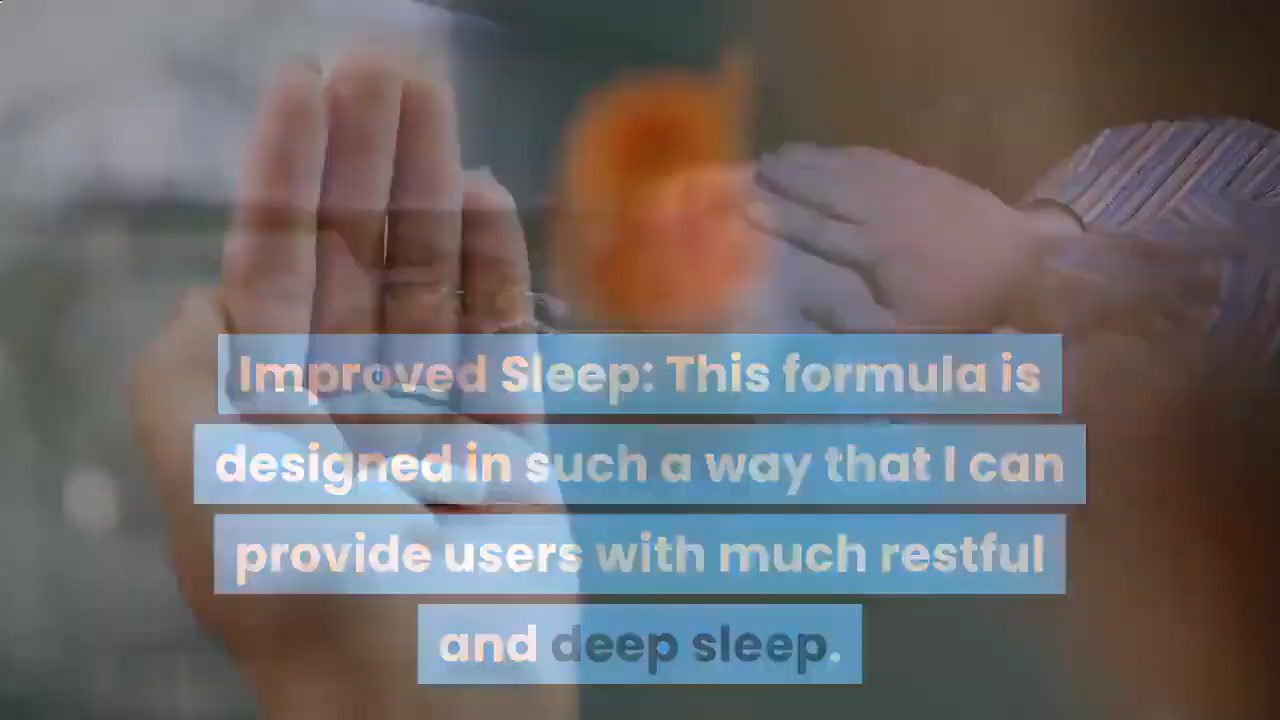 Improved Sleep: This formula is
designed in such a way that I can
provide users with much restful
and deep sleep.